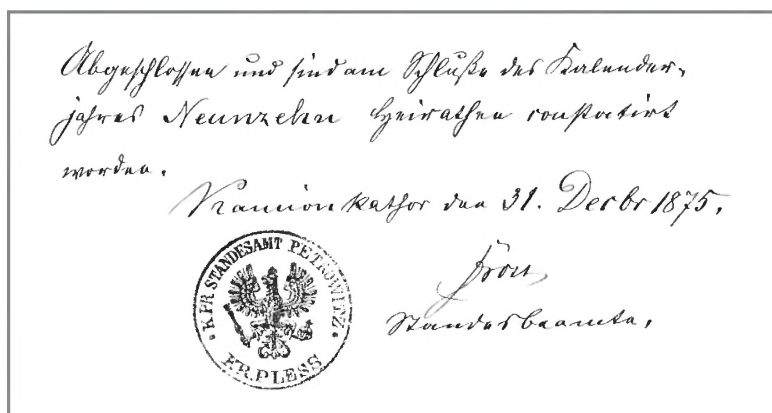 Abgeschlossen und sind am Schluße des Kalender-
jahres Neunzehn Heirathen constatirt
worden.
den 31. Decbr 1875.
Standesbeamte.
K PR STANDESAMT PETROWITZ.
KR. PLESS